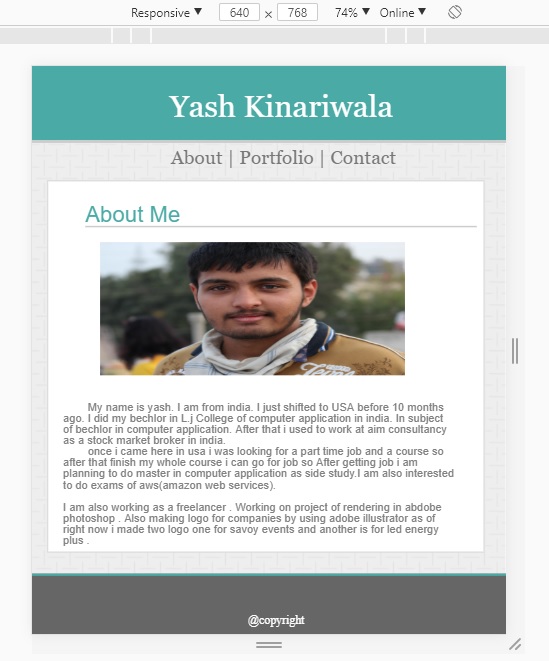 Responsive ▼ 640 × 768 74% ▼ Online ▼
Yash Kinariwala
About | Portfolio | Contact
About Me
My name is yash. I am from india. I just shifted to USA before 10 months
ago. I did my bechlor in L.j College of computer application in india. In subject
of bechlor in computer application. After that i used to work at aim consultancy
as a stock market broker in india.
once i came here in usa i was looking for a part time job and a course so
after that finish my whole course i can go for job so After getting job i am
planning to do master in computer application as side study.I am also interested
to do exams of aws(amazon web services).
I am also working as a freelancer . Working on project of rendering in abdobe
photoshop . Also making logo for companies by using adobe illustrator as of
right now i made two logo one for savoy events and another is for led energy
plus .
@copyright